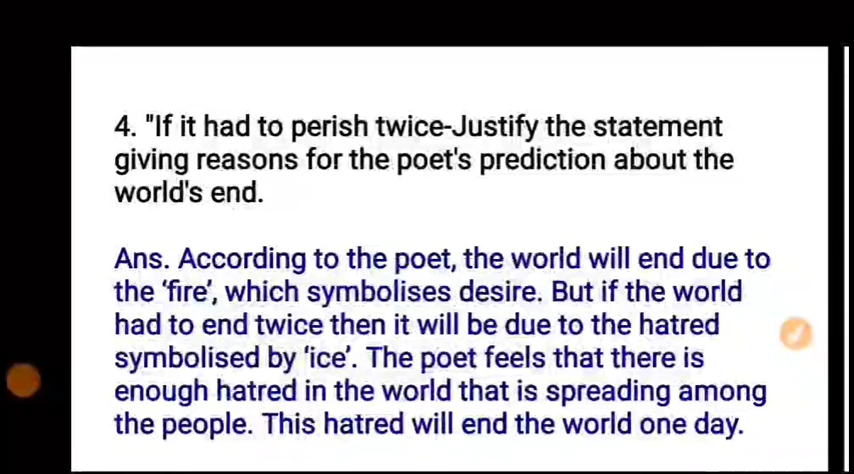 4. "If it had to perish twice-Justify the statement
giving reasons for the poet's prediction about the
world's end.
Ans. According to the poet, the world will end due to
the ‘fire’, which symbolises desire. But if the world
had to end twice then it will be due to the hatred
symbolised by ‘ice’. The poet feels that there is
enough hatred in the world that is spreading among
the people. This hatred will end the world one day.